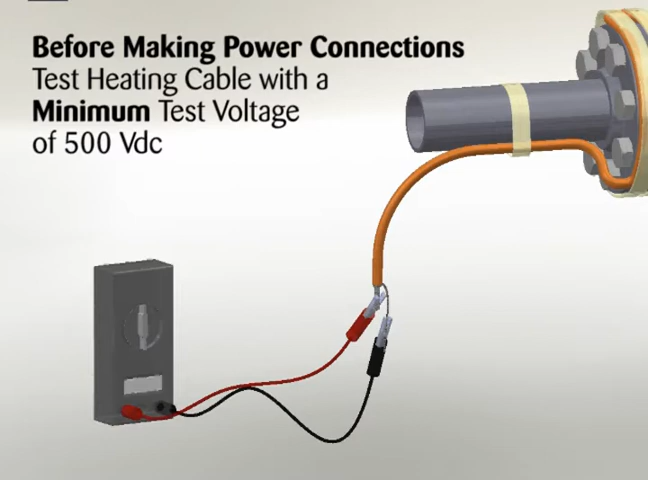 Before Making Power Connections
Test Heating Cable with a
Minimum Test Voltage
of 500 Vdc